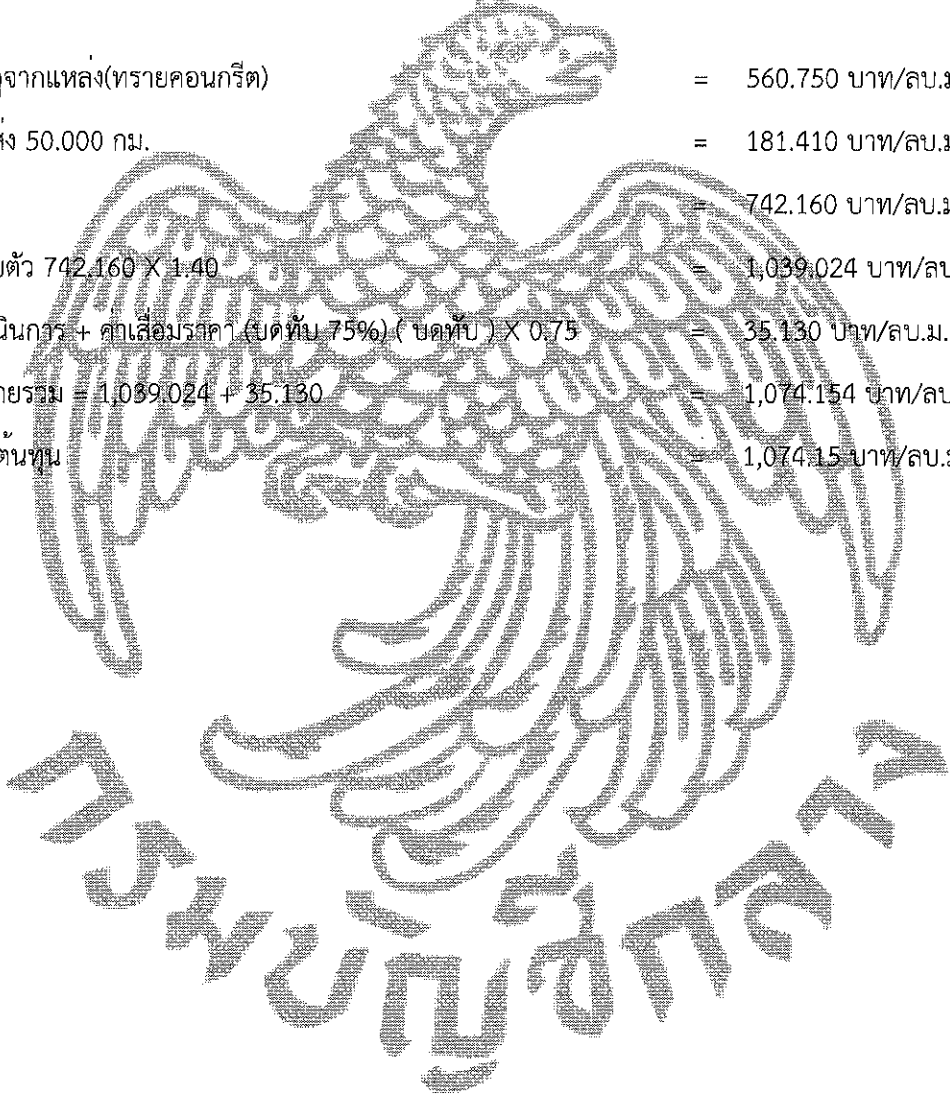 จากแหล่ง(ทรายคอนกรีต) = 560.750 บาท/ลบ.ม
ส่ง 50.000 กม. = 181.410 บาท/ลบ.ม
= 742.160 บาท/ลบ.ม
ตัว 742.160 X 1.40 = 1,039.024 บาท/ลบ
นินการ + ค่าเสื่อมราคา (บดทับ 75%) ( บดทับ ) X 0.75 = 35.130 บาท/ลบ.ม.
ายรวม = 1,039.024 + 35.130 = 1,074.154 บาท/ลบ
ต้นทุน = 1,074.15 บาท/ลบ.ม
กรมบัญชีกลาง